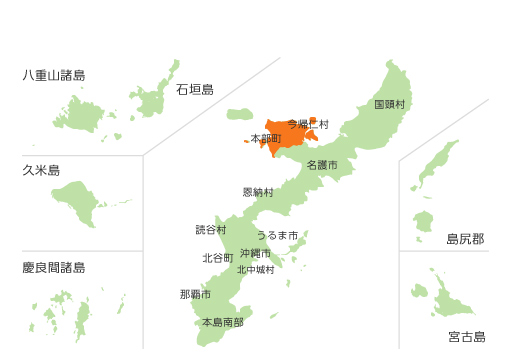 八重山諸島
石垣島
国頭村
今帰仁村
本部町
名護市
久米島
恩納村
読谷村
うるま市
島尻郡
沖縄市
北谷町
北中城村
慶良間諸島
那覇市
本島南部
宮古島